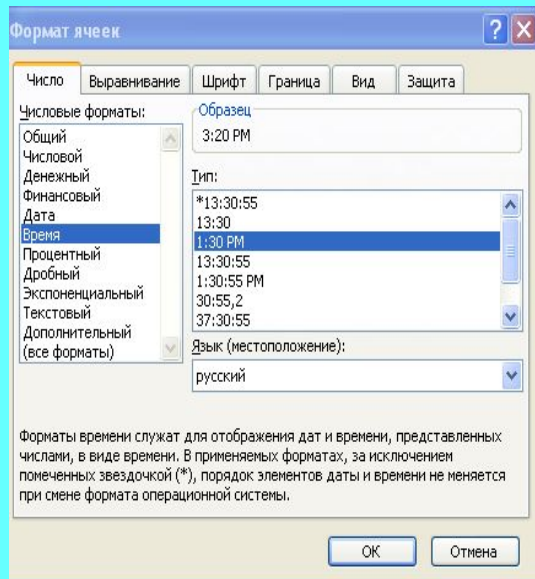 Формат ячеек
Число Выравнивание Шрифт Граница Вид Защита
Числовые форматы:
Общий
Числовой
Денежный
Финансовый
Дата
Время
Процентный
Дробный
Экспоненциальный
Текстовый
Дополнительный
(все форматы)
Образец
3:20 PM
Тип:
*13:30:55
13:30
1:30 PM
13:30:55
1:30:55 PM
30:55,2
37:30:55
Язык (местоположение):
русский
Форматы времени служат для отображения дат и времени, представленных
числами, в виде времени. В применяемых форматах, за исключением
помеченных звездочкой (*), порядок элементов даты и времени не меняется
при смене формата операционной системы.
ОК Отмена